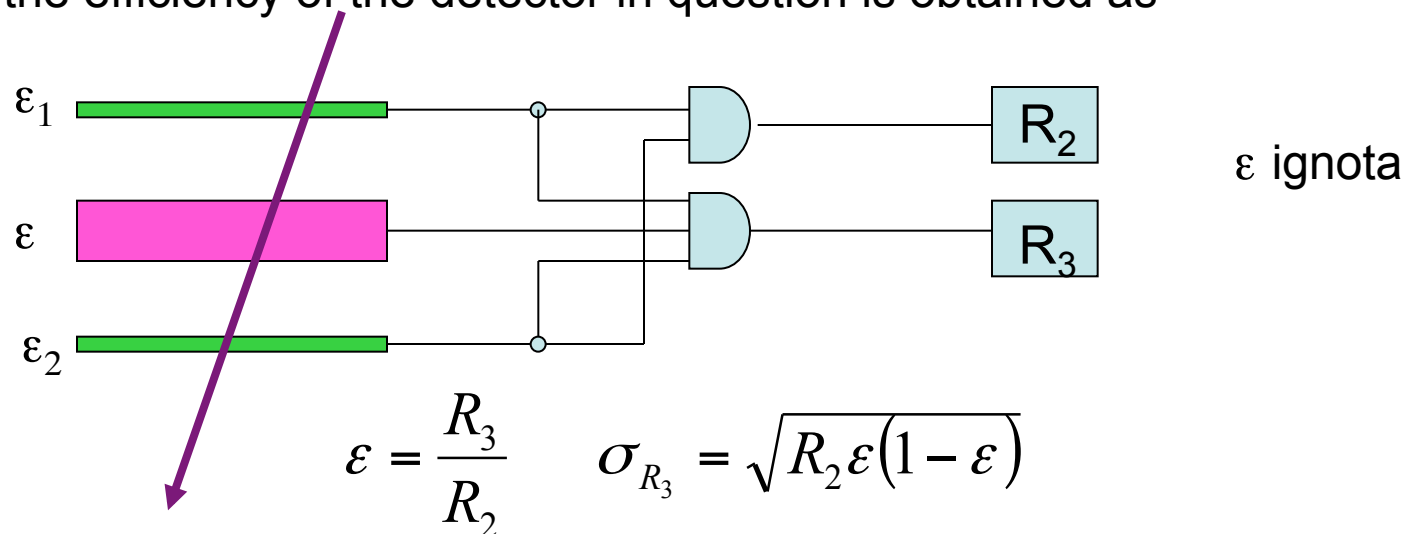 the efficiency of the detector in question is obtained as
ε₁
R₂
ε ignota
ε
R₃
ε₂
ε = R₃/R₂   σ_R₃ = √(R₂ε(1 − ε))